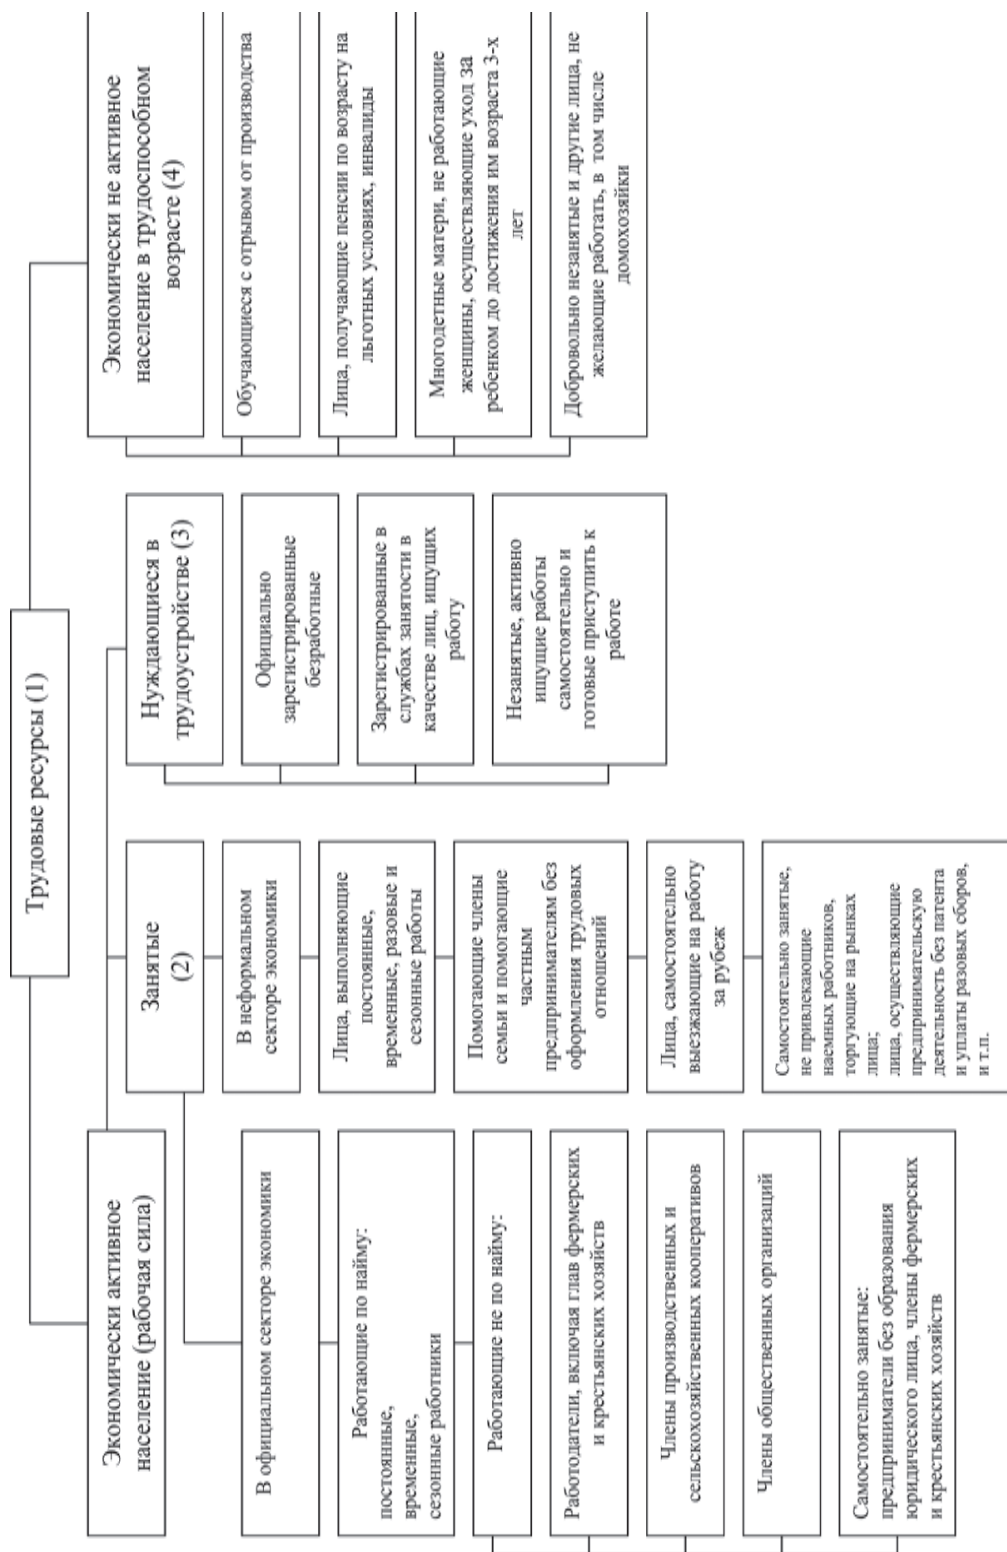 Трудовые ресурсы (1)
Экономически активное
население (рабочая сила)
Занятые
(2)
Нуждающиеся в
трудоустройстве (3)
Экономически не активное
население в трудоспособном
возрасте (4)
В официальном секторе экономики
Работающие по найму:
постоянные,
временные,
сезонные работники
Работающие не по найму:
Работодатели, включая глав фермерских
и крестьянских хозяйств
Члены производственных и
сельскохозяйственных кооперативов
Члены общественных организаций
Самостоятельно занятые:
предприниматели без образования
юридического лица, члены фермерских
и крестьянских хозяйств
В неформальном
секторе экономики
Лица, выполняющие
постоянные,
временные, разовые и
сезонные работы
Помогающие члены
семьи и помогающие
частным
предпринимателям без
оформления трудовых
отношений
Лица, самостоятельно
выезжающие на работу
за рубеж
Самостоятельно занятые,
не привлекающие
наемных работников,
торгующие на рынках
лица;
лица, осуществляющие
предпринимательскую
деятельность без патента
и уплаты разовых сборов,
и т.п.
Официально
зарегистрированные
безработные
Зарегистрированные в
службах занятости в
качестве лиц, ищущих
работу
Незанятые, активно
ищущие работы
самостоятельно и
готовые приступить к
работе
Обучающиеся с отрывом от производства
Лица, получающие пенсии по возрасту на
льготных условиях, инвалиды
Многодетные матери, не работающие
женщины, осуществляющие уход за
ребенком до достижения им возраста 3-х
лет
Добровольно незанятые и другие лица, не
желающие работать, в том числе
домохозяйки